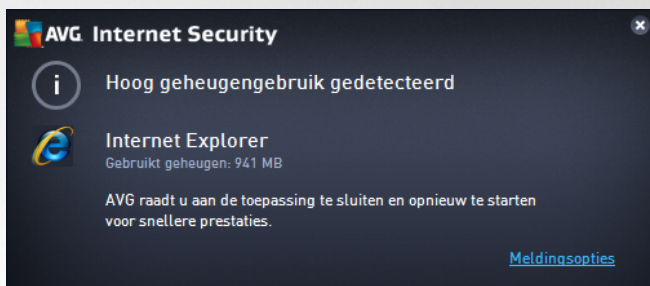 AVG. Internet Security
Hoog geheugengebruik gedetecteerd
Internet Explorer
Gebruikt geheugen: 941 MB
AVG raadt u aan de toepassing te sluiten en opnieuw te starten
voor snellere prestaties.
Meldingsopties